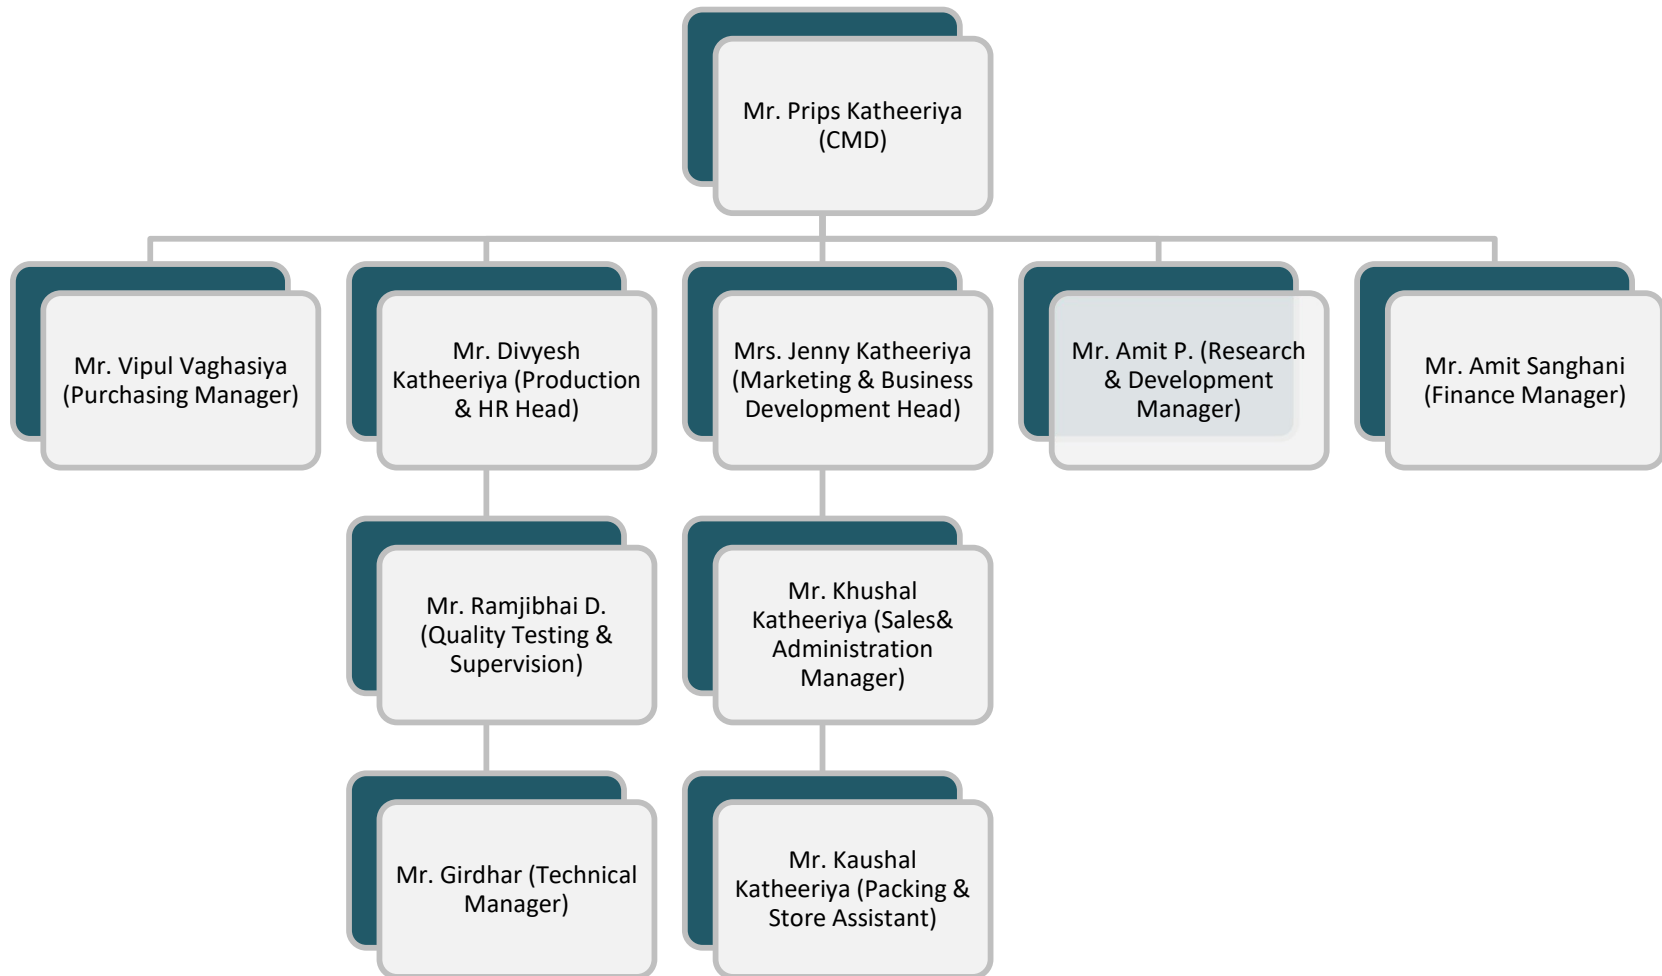 Mr. Prips Katheeriya
(CMD)
Mr. Vipul Vaghasiya
(Purchasing Manager)
Mr. Divyesh
Katheeriya (Production
& HR Head)
Mrs. Jenny Katheeriya
(Marketing & Business
Development Head)
Mr. Amit P. (Research
& Development
Manager)
Mr. Amit Sanghani
(Finance Manager)
Mr. Ramjibhai D.
(Quality Testing &
Supervision)
Mr. Khushal
Katheeriya (Sales&
Administration
Manager)
Mr. Girdhar (Technical
Manager)
Mr. Kaushal
Katheeriya (Packing &
Store Assistant)